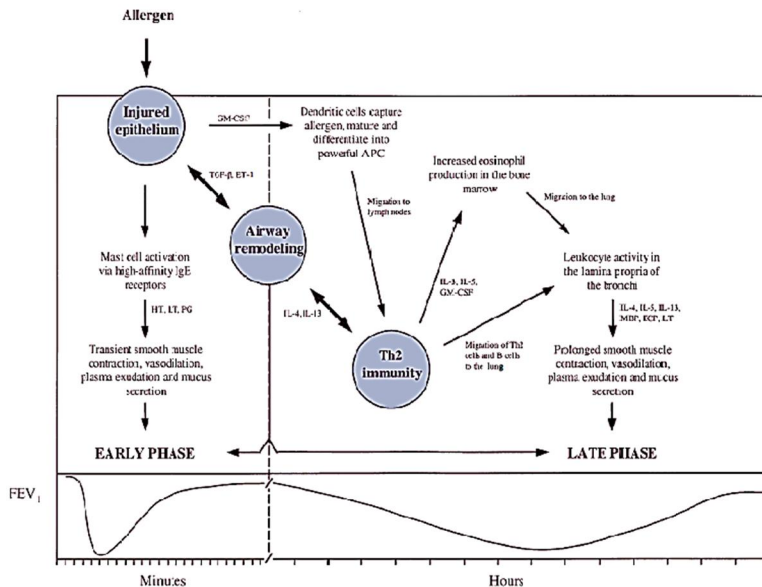 Allergen
Injured
epithelium
GM-CSF
Dendritic cells capture
allergen, mature and
differentiate into
powerful APC
TGF-β, ET-1
Increased eosinophil
production in the bone
marrow
Migration to
lymph nodes
Migration to the lung
Airway
remodeling
Mast cell activation
via high-affinity IgE
receptors
Leukocyte activity in
the lamina propria of
the bronchi
IL-3, IL-5,
GM-CSF
HT, LT, PG
IL-4, IL-13
IL-4, IL-5, IL-13,
MBP, ECP, LT
Transient smooth muscle
contraction, vasodilation,
plasma exudation and mucus
secretion
Th2
immunity
Migration of Th2
cells and B cells
to the lung
Prolonged smooth muscle
contraction, vasodilation,
plasma exudation and mucus
secretion
EARLY PHASE
LATE PHASE
FEV1
Minutes
Hours